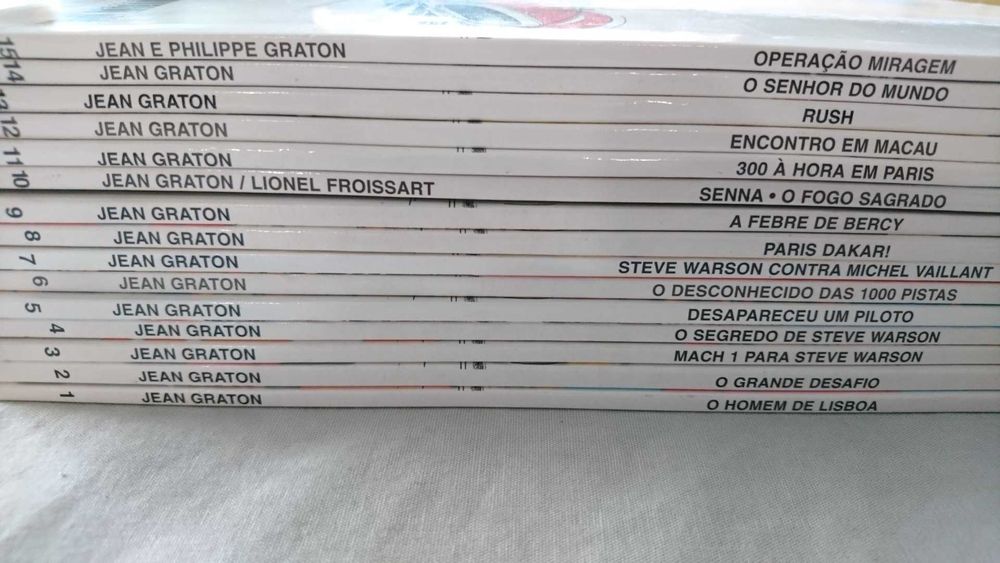 15 JEAN E PHILIPPE GRATON OPERAÇÃO MIRAGEM
14 JEAN GRATON O SENHOR DO MUNDO
13 JEAN GRATON RUSH
12 JEAN GRATON ENCONTRO EM MACAU
11 JEAN GRATON 300 À HORA EM PARIS
10 JEAN GRATON / LIONEL FROISSART SENNA • O FOGO SAGRADO
9 JEAN GRATON A FEBRE DE BERCY
8 JEAN GRATON PARIS DAKAR!
7 JEAN GRATON STEVE WARSON CONTRA MICHEL VAILLANT
6 JEAN GRATON O DESCONHECIDO DAS 1000 PISTAS
5 JEAN GRATON DESAPARECEU UM PILOTO
4 JEAN GRATON O SEGREDO DE STEVE WARSON
3 JEAN GRATON MACH 1 PARA STEVE WARSON
2 JEAN GRATON O GRANDE DESAFIO
1 JEAN GRATON O HOMEM DE LISBOA